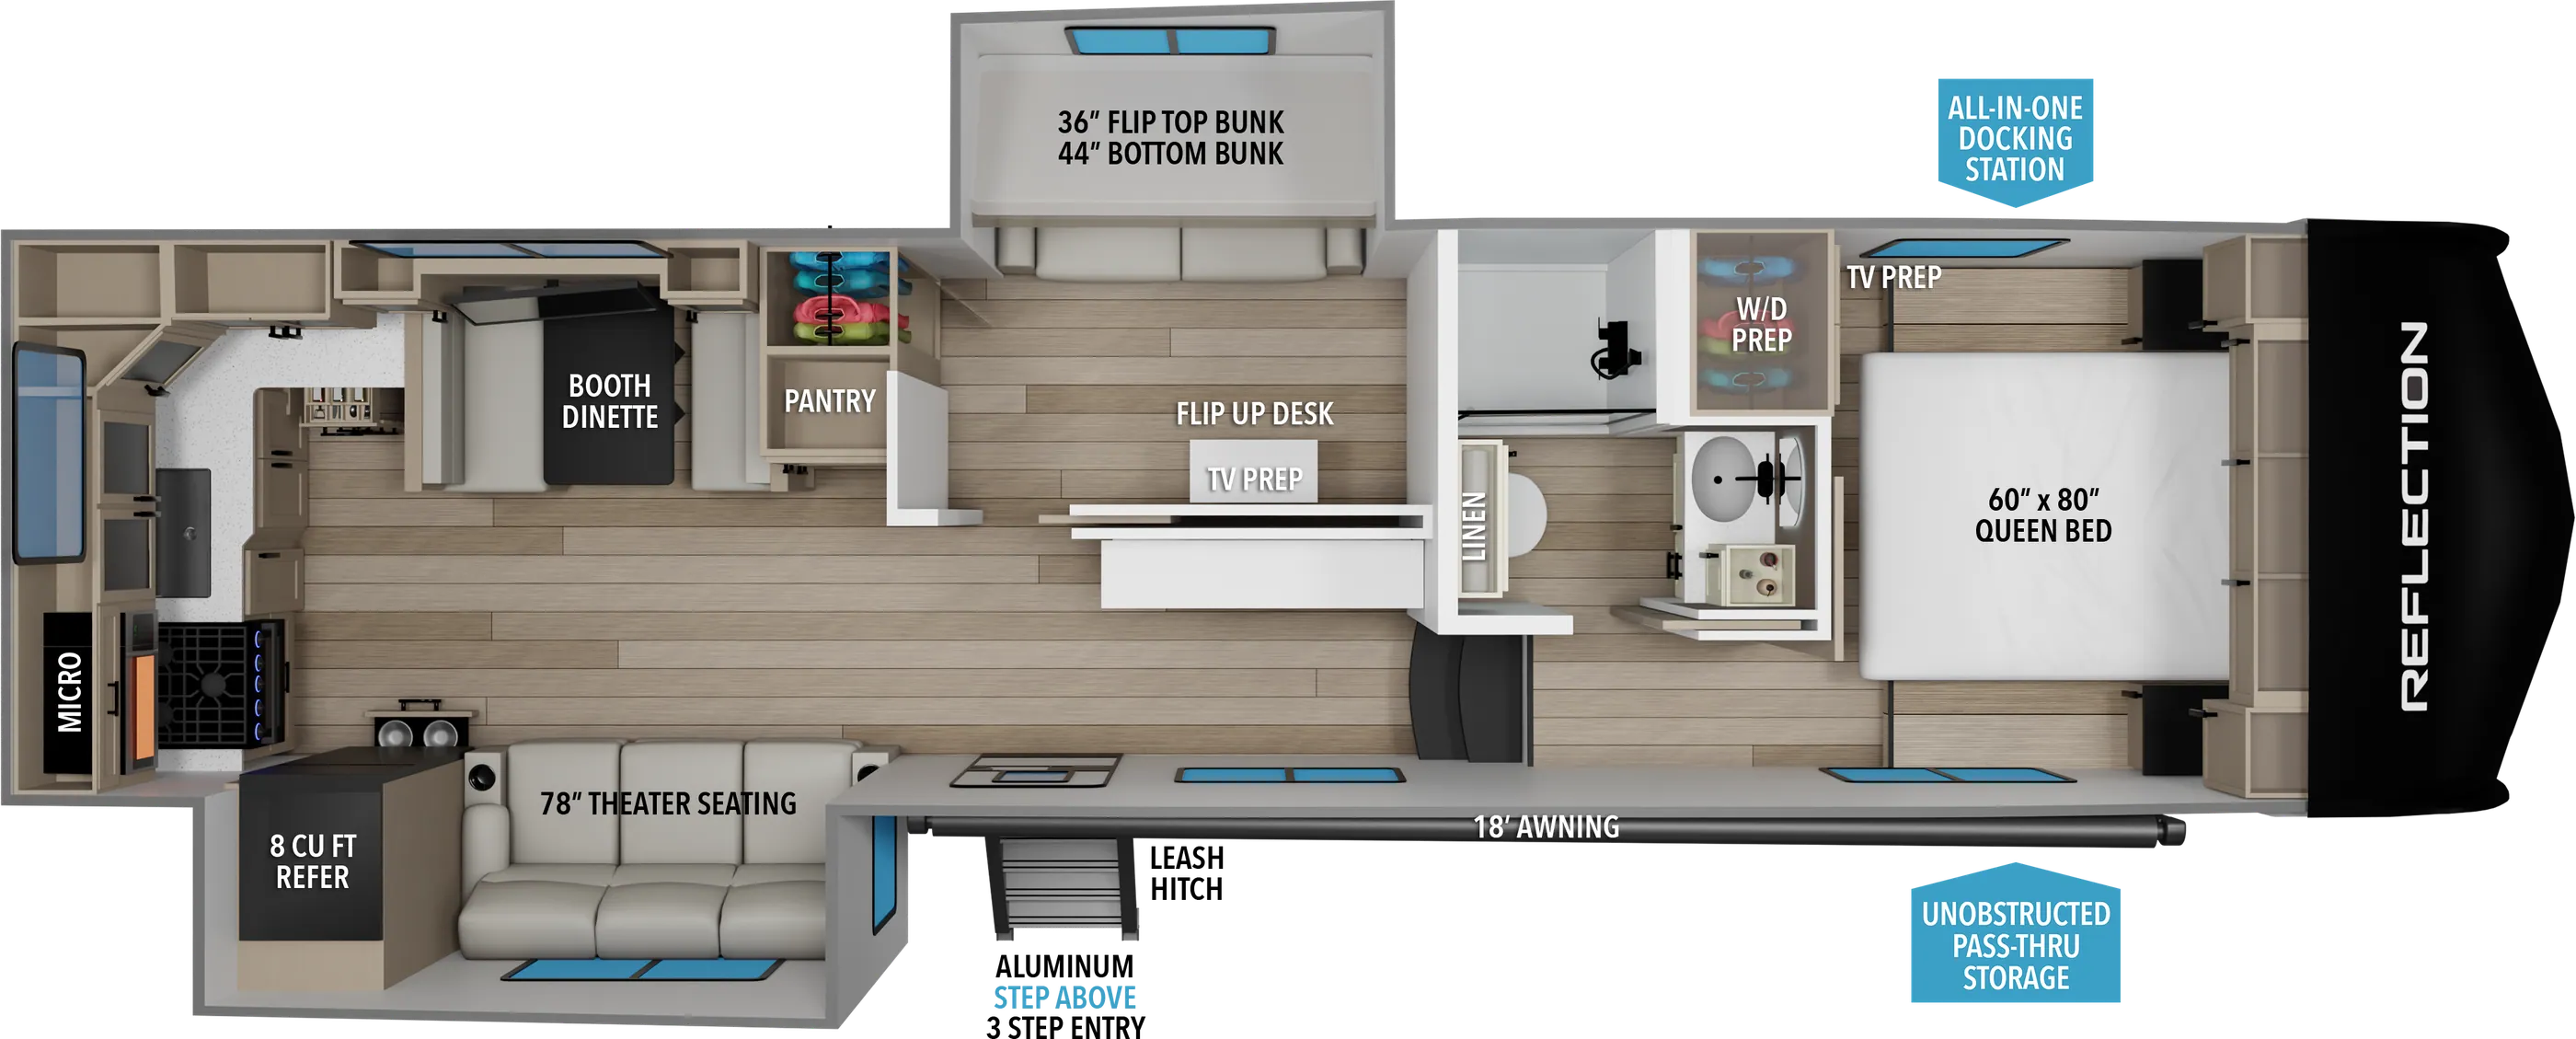 36″ FLIP TOP BUNK
44″ BOTTOM BUNK
ALL-IN-ONE
DOCKING
STATION
TV PREP
W/D
PREP
BOOTH
DINETTE
PANTRY
FLIP UP DESK
TV PREP
LINEN
60″ x 80″
QUEEN BED
REFLECTION
MICRO
78″ THEATER SEATING
8 CU FT
REFER
18′ AWNING
LEASH
HITCH
ALUMINUM
STEP ABOVE
3 STEP ENTRY
UNOBSTRUCTED
PASS-THRU
STORAGE